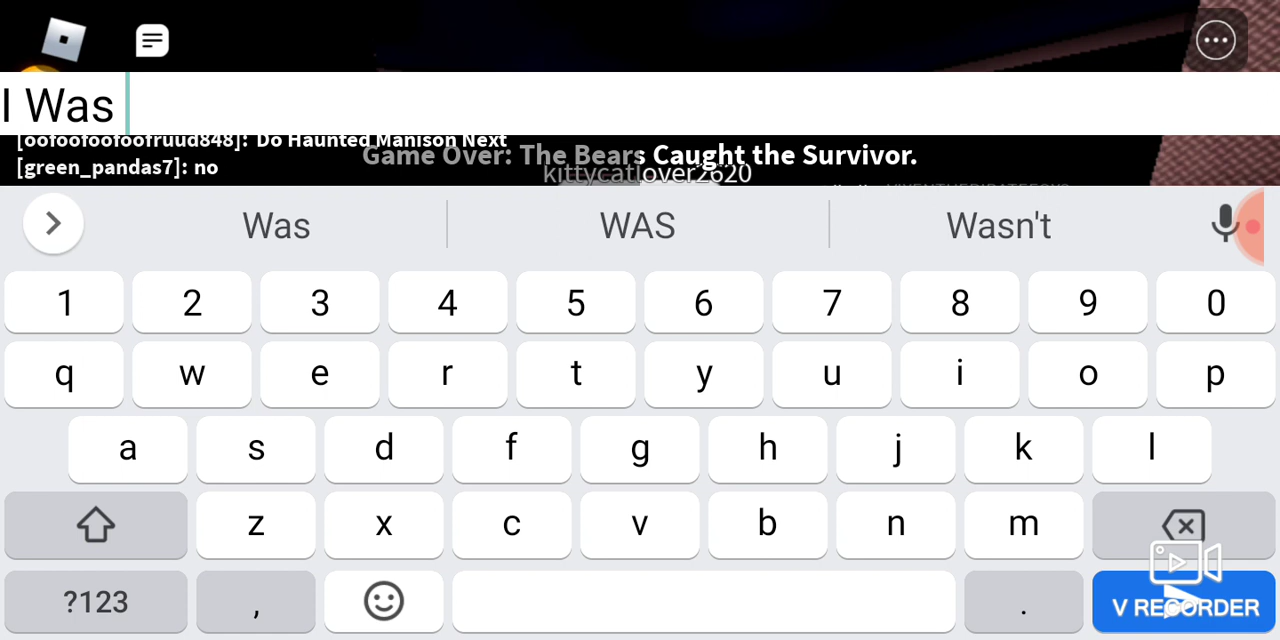 I Was
[oofoofoofoofruud848]: Do Haunted Manison Next
[green_pandas7]: no
Game Over: The Bears Caught the Survivor.
kittycatlover2620
Was WAS Wasn't
1 2 3 4 5 6 7 8 9 0
q w e r t y u i o p
a s d f g h j k l
z x c v b n m
?123 , . V RECORDER